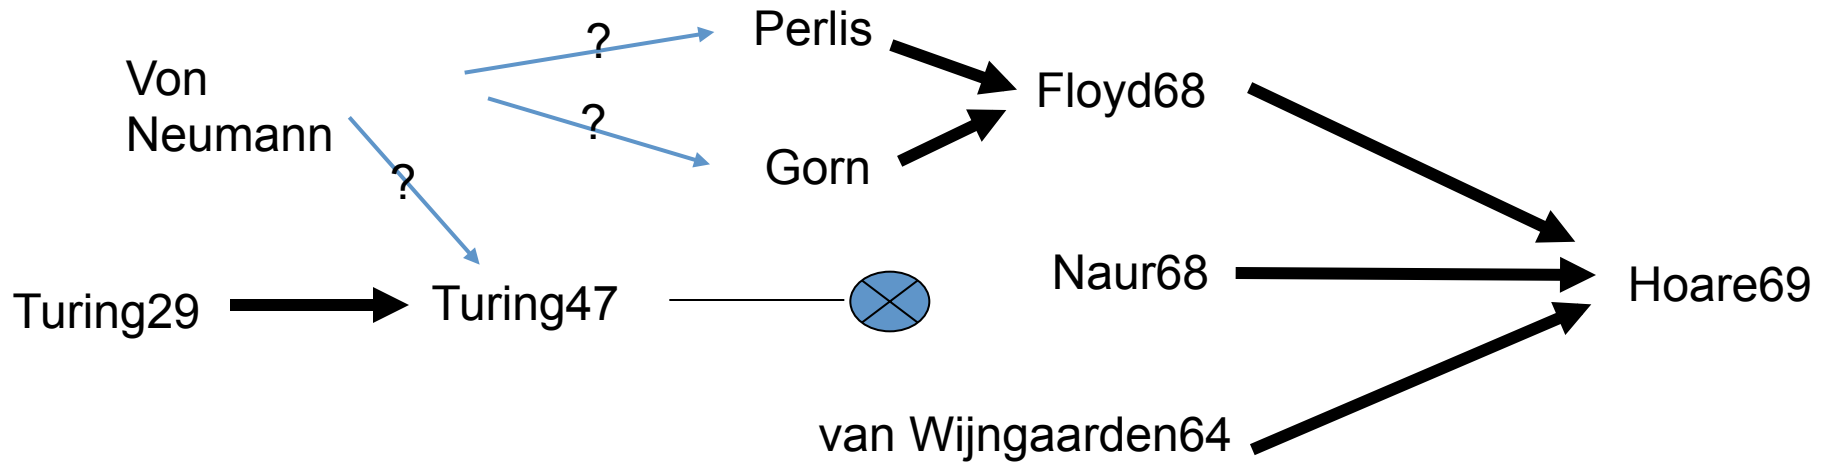 Perlis
?
Von
Neumann
Floyd68
?
Gorn
?
Naur68
Hoare69
Turing29
Turing47
van Wijngaarden64